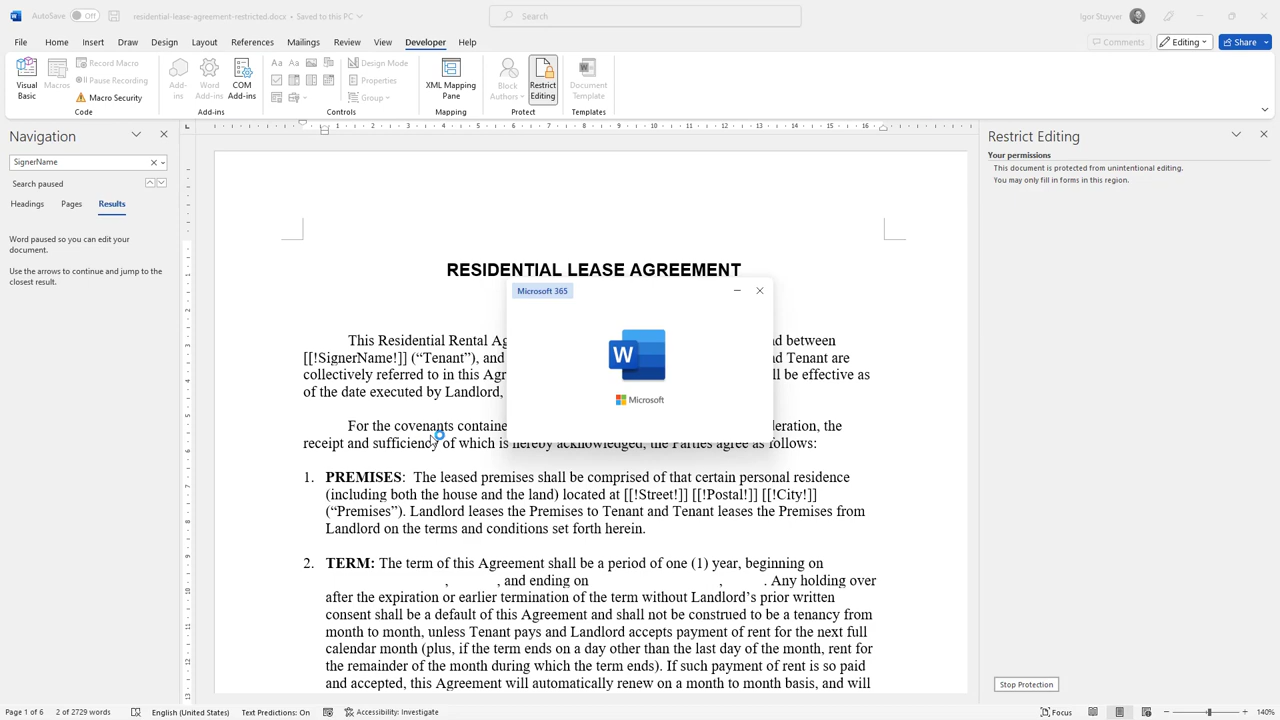 AutoSave Off residential-lease-agreement-restricted.docx • Saved to this PC Search Igor Stuyver
File Home Insert Draw Design Layout References Mailings Review View Developer Help Comments Editing Share
Visual Basic Macros Record Macro Pause Recording Macro Security Add-ins Word Add-ins COM Add-ins Aa Aa Design Mode Properties Group XML Mapping Pane Block Authors Restrict Editing Document Template
Code Add-ins Controls Mapping Protect Templates
Navigation
SignerName
Search paused
Headings Pages Results
Word paused so you can edit your
document.
Use the arrows to continue and jump to the
closest result.
1 2 3 4 5 6 7 8 9 10 11 12 13 14 15 16
RESIDENTIAL LEASE AGREEMENT
Microsoft 365
W
Microsoft
This Residential Rental Ag d between
[[!SignerName!]] (“Tenant”), and d Tenant are
collectively referred to in this Agr ll be effective as
of the date executed by Landlord,
For the covenants containe deration, the
receipt and sufficiency of which is hereby acknowledged, the Parties agree as follows:
1. PREMISES: The leased premises shall be comprised of that certain personal residence
(including both the house and the land) located at [[!Street!]] [[!Postal!]] [[!City!]]
(“Premises”). Landlord leases the Premises to Tenant and Tenant leases the Premises from
Landlord on the terms and conditions set forth herein.
2. TERM: The term of this Agreement shall be a period of one (1) year, beginning on
, , and ending on , . Any holding over
after the expiration or earlier termination of the term without Landlord’s prior written
consent shall be a default of this Agreement and shall not be construed to be a tenancy from
month to month, unless Tenant pays and Landlord accepts payment of rent for the next full
calendar month (plus, if the term ends on a day other than the last day of the month, rent for
the remainder of the month during which the term ends). If such payment of rent is so paid
and accepted, this Agreement will automatically renew on a month to month basis, and will
Restrict Editing
Your permissions
This document is protected from unintentional editing.
You may only fill in forms in this region.
Stop Protection
Page 1 of 6 2 of 2729 words English (United States) Text Predictions: On Accessibility: Investigate Focus 140%